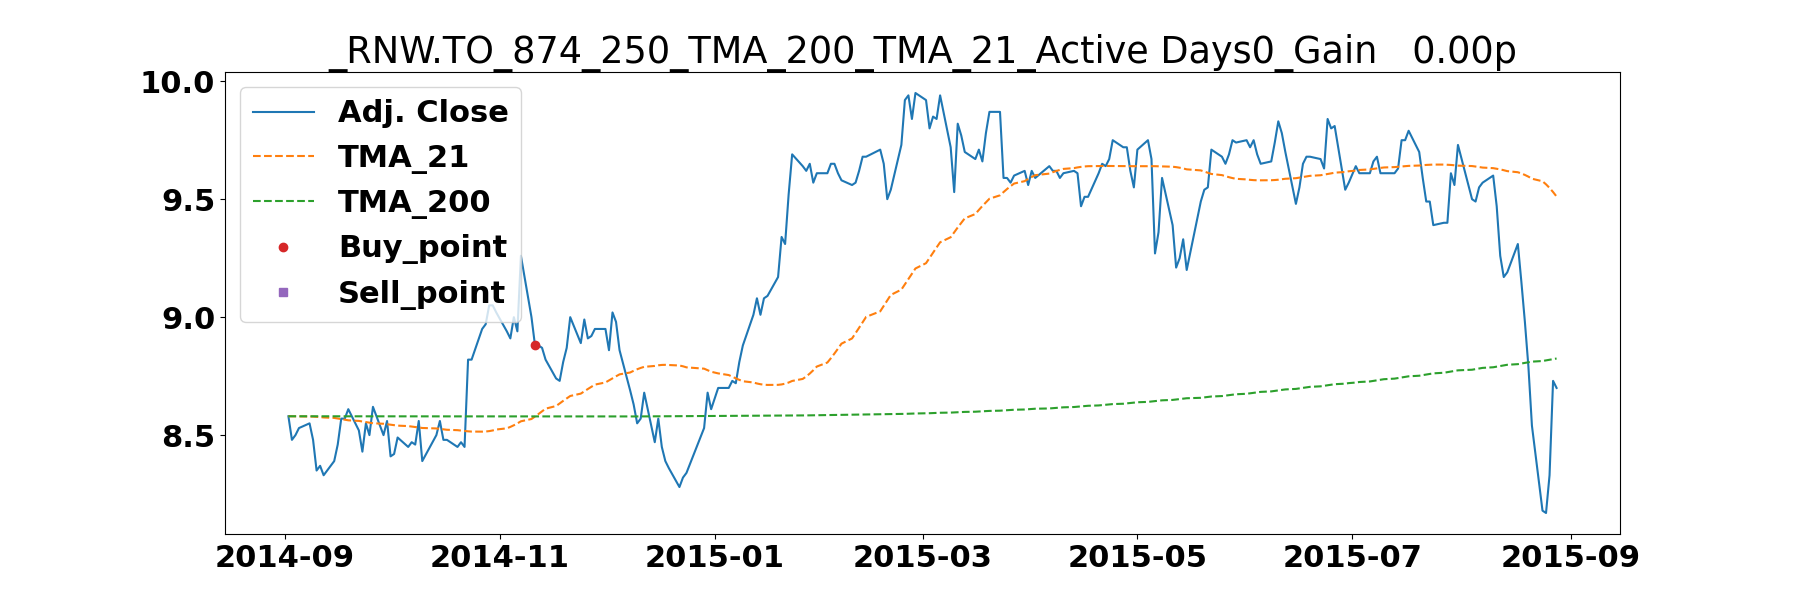 _RNW.TO_874_250_TMA_200_TMA_21_Active Days0_Gain   0.00p
10.0
9.5
9.0
8.5
Adj. Close
TMA_21
TMA_200
Buy_point
Sell_point
2014-09 2014-11 2015-01 2015-03 2015-05 2015-07 2015-09